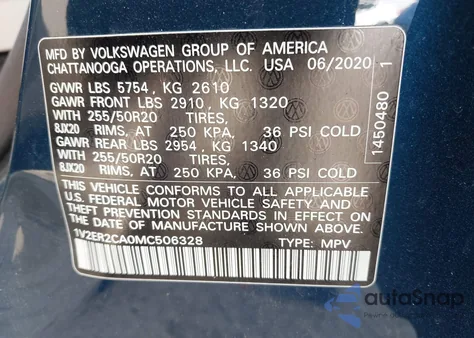 MFD BY VOLKSWAGEN GROUP OF AMERICA
CHATTANOOGA OPERATIONS, LLC. USA 06/2020
GVWR LBS 5754 , KG 2610
GAWR FRONT LBS 2910 , KG 1320
WITH 255/50R20 TIRES,
8JX20 RIMS, AT 250 KPA, 36 PSI COLD
GAWR REAR LBS 2954 , KG 1340
WITH 255/50R20 TIRES,
8JX20 RIMS, AT 250 KPA, 36 PSI COLD
THIS VEHICLE CONFORMS TO ALL APPLICABLE
U.S. FEDERAL MOTOR VEHICLE SAFETY, BUMPER AND
THEFT PREVENTION STANDARDS IN EFFECT ON THE
DATE OF MANUFACTURE SHOWN ABOVE.
1V2ER2CA0MC506328 TYPE: MPV
1450480 1
autoSnap